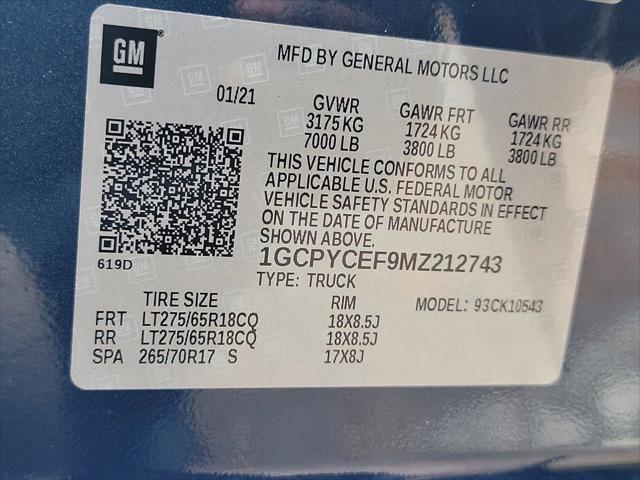 GM
MFD BY GENERAL MOTORS LLC
01/21
GVWR GAWR FRT GAWR RR
3175 KG 1724 KG 1724 KG
7000 LB 3800 LB 3800 LB
THIS VEHICLE CONFORMS TO ALL
APPLICABLE U.S. FEDERAL MOTOR
VEHICLE SAFETY STANDARDS IN EFFECT
ON THE DATE OF MANUFACTURE
SHOWN ABOVE.
619D
1GCPYCEF9MZ212743
TYPE: TRUCK
TIRE SIZE RIM MODEL: 93CK10543
FRT LT275/65R18CQ 18X8.5J
RR LT275/65R18CQ 18X8.5J
SPA 265/70R17 S 17X8J